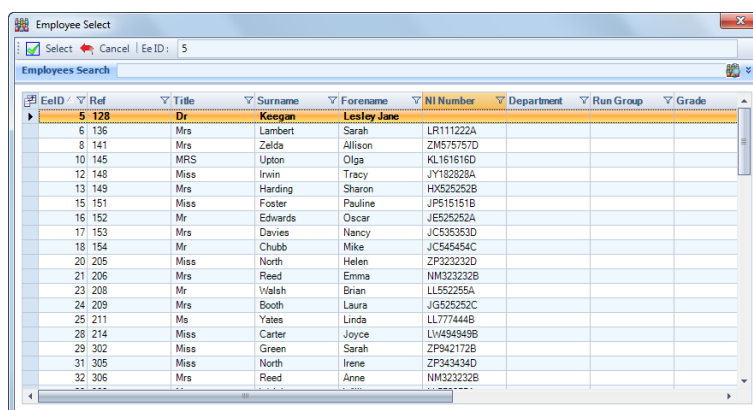 Employee Select
Select Cancel Ee ID : 5
Employees Search
EeID Ref Title Surname Forename NI Number Department Run Group Grade
5 128 Dr Keegan Lesley Jane
6 136 Mrs Lambert Sarah LR111222A
8 141 Mrs Zelda Allison ZM575757D
10 145 MRS Upton Olga KL161616D
12 148 Miss Irwin Tracy JY182828A
13 149 Mrs Harding Sharon HX525252B
15 151 Miss Foster Pauline JP515151B
16 152 Mr Edwards Oscar JE525252A
17 153 Mrs Davies Nancy JC535353D
18 154 Mr Chubb Mike JC545454C
20 205 Miss North Helen ZP323232D
21 206 Mrs Reed Emma NM323232B
23 208 Mr Walsh Brian LL552255A
24 209 Mrs Booth Laura JG525252C
25 211 Ms Yates Linda LL777444B
28 214 Miss Carter Joyce LW494949B
29 302 Miss Green Sarah ZP942172B
31 305 Miss North Irene ZP343434D
32 306 Mrs Reed Anne NM323232B